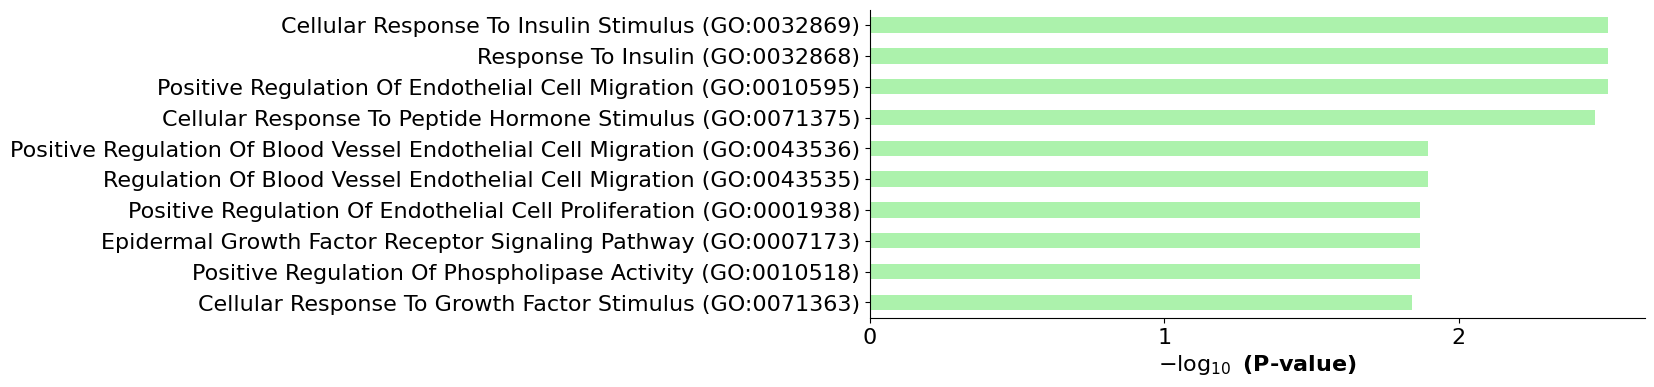 Cellular Response To Insulin Stimulus (GO:0032869)
Response To Insulin (GO:0032868)
Positive Regulation Of Endothelial Cell Migration (GO:0010595)
Cellular Response To Peptide Hormone Stimulus (GO:0071375)
Positive Regulation Of Blood Vessel Endothelial Cell Migration (GO:0043536)
Regulation Of Blood Vessel Endothelial Cell Migration (GO:0043535)
Positive Regulation Of Endothelial Cell Proliferation (GO:0001938)
Epidermal Growth Factor Receptor Signaling Pathway (GO:0007173)
Positive Regulation Of Phospholipase Activity (GO:0010518)
Cellular Response To Growth Factor Stimulus (GO:0071363)
0 1 2
−log₁₀ (P-value)